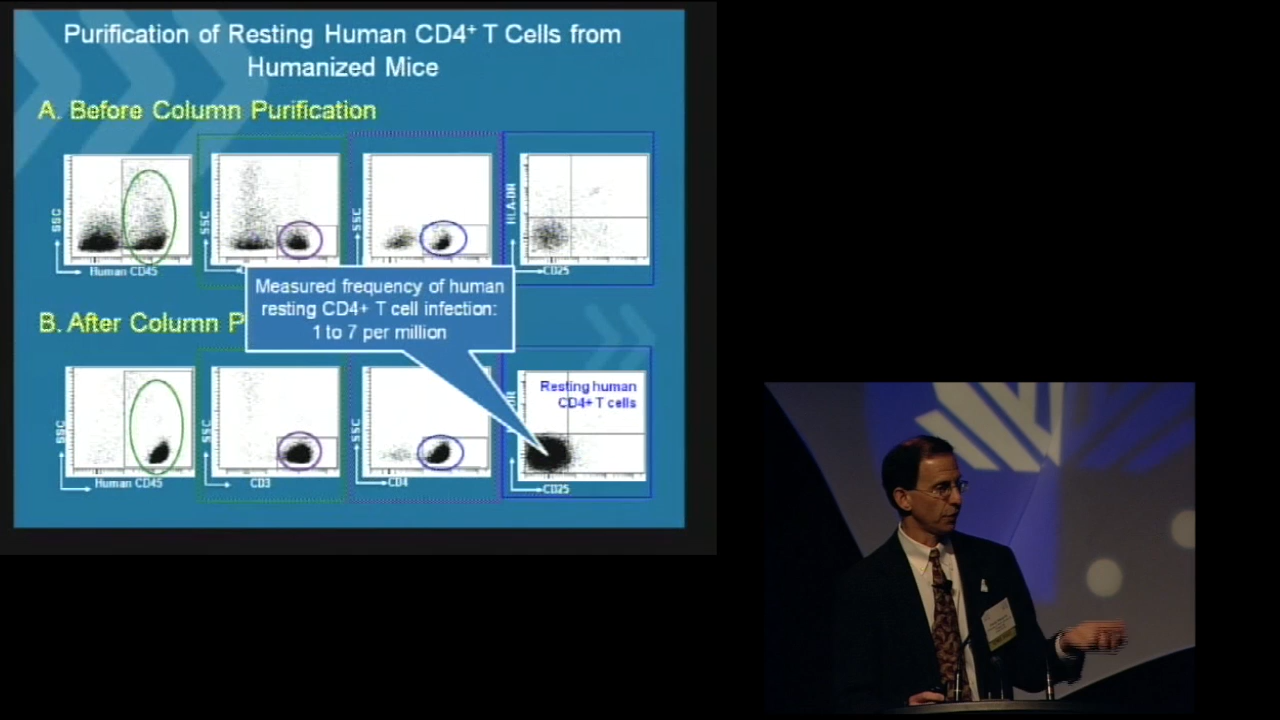 Purification of Resting Human CD4⁺ T Cells from
Humanized Mice
A. Before Column Purification
SSC
Human CD45
SSC
SSC
HLA-DR
CD25
Measured frequency of human
resting CD4+ T cell infection:
1 to 7 per million
B. After Column P
SSC
Human CD45
SSC
CD3
SSC
CD4
Resting human
CD4+ T cells
DR
CD25